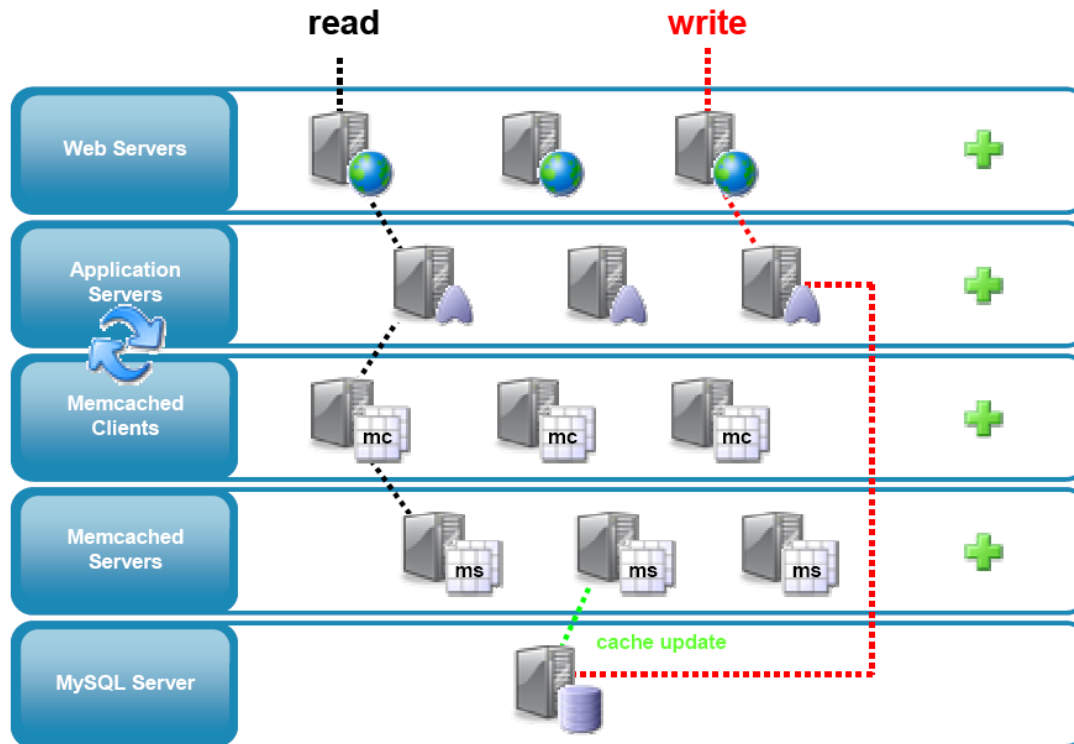 read
write
Web Servers
Application
Servers
Memcached
Clients
mc
mc
mc
Memcached
Servers
ms
ms
ms
cache update
MySQL Server